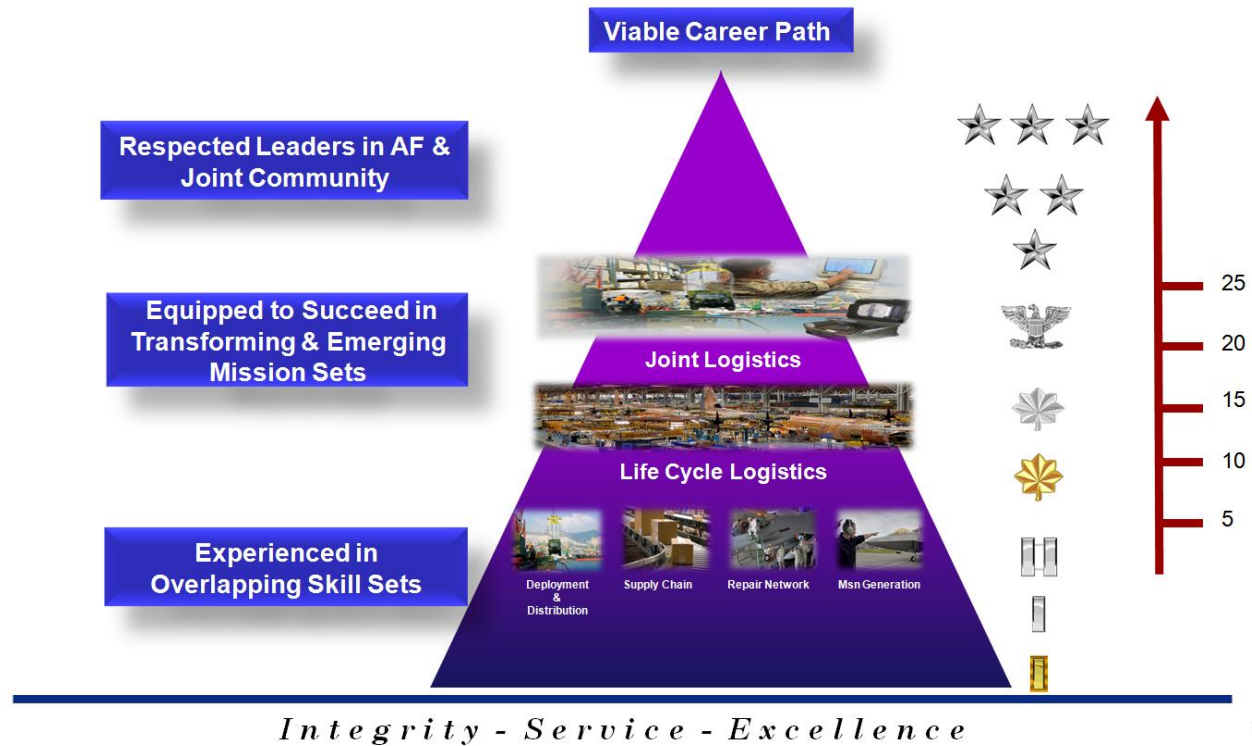 Viable Career Path
Respected Leaders in AF &
Joint Community
Equipped to Succeed in
Transforming & Emerging
Mission Sets
Experienced in
Overlapping Skill Sets
Joint Logistics
Life Cycle Logistics
Deployment
&
Distribution
Supply Chain
Repair Network
Msn Generation
25
20
15
10
5
Integrity - Service - Excellence